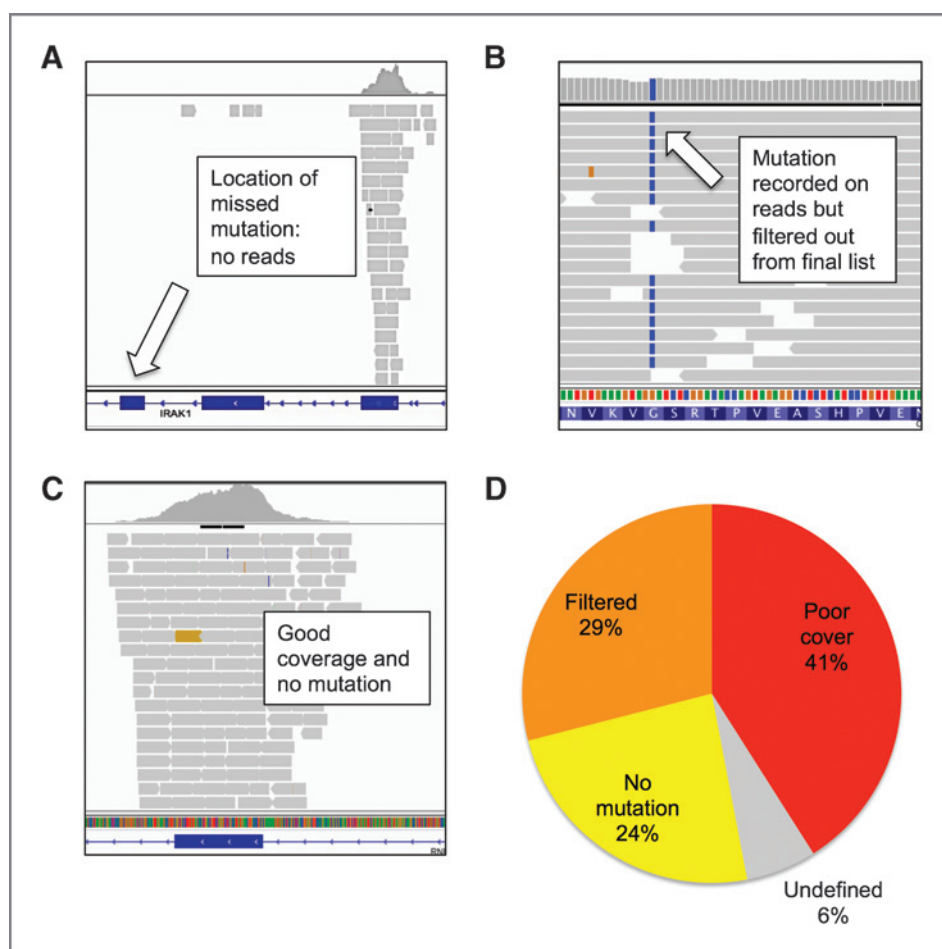 A
Location of
missed
mutation:
no reads
IRAK1
B
Mutation
recorded on
reads but
filtered out
from final list
N V K V G S R T P V E A S H P V E N
C
Good
coverage and
no mutation
D
Filtered
29%
Poor
cover
41%
No
mutation
24%
Undefined
6%